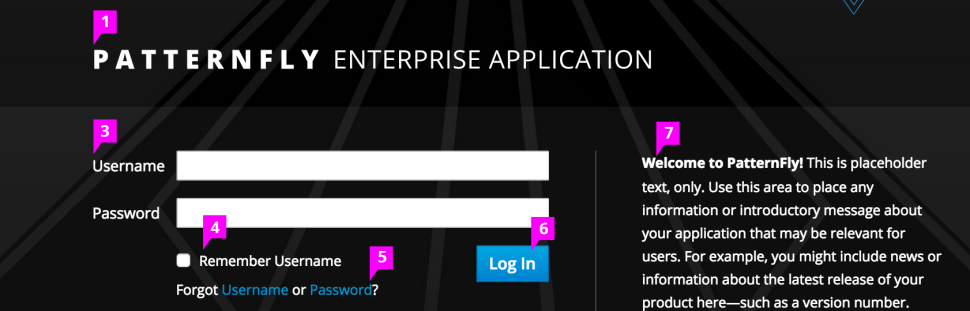 1
PATTERNFLY ENTERPRISE APPLICATION
3
Username
Password
4
Remember Username
5
6
Log In
Forgot Username or Password?
7
Welcome to PatternFly! This is placeholder
text, only. Use this area to place any
information or introductory message about
your application that may be relevant for
users. For example, you might include news or
information about the latest release of your
product here—such as a version number.